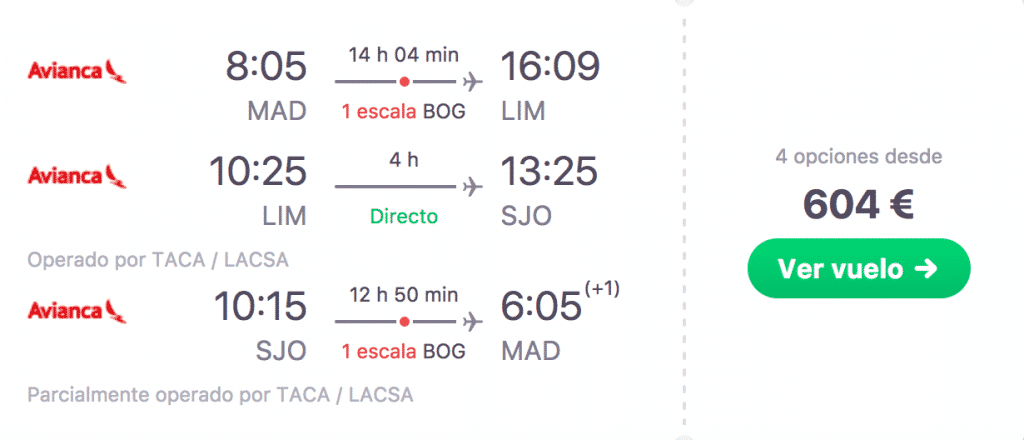 Avianca 8:05 14 h 04 min 16:09
MAD 1 escala BOG LIM
Avianca 10:25 4 h 13:25
LIM Directo SJO
Operado por TACA / LACSA
Avianca 10:15 12 h 50 min 6:05 (+1)
SJO 1 escala BOG MAD
Parcialmente operado por TACA / LACSA
4 opciones desde
604 €
Ver vuelo →